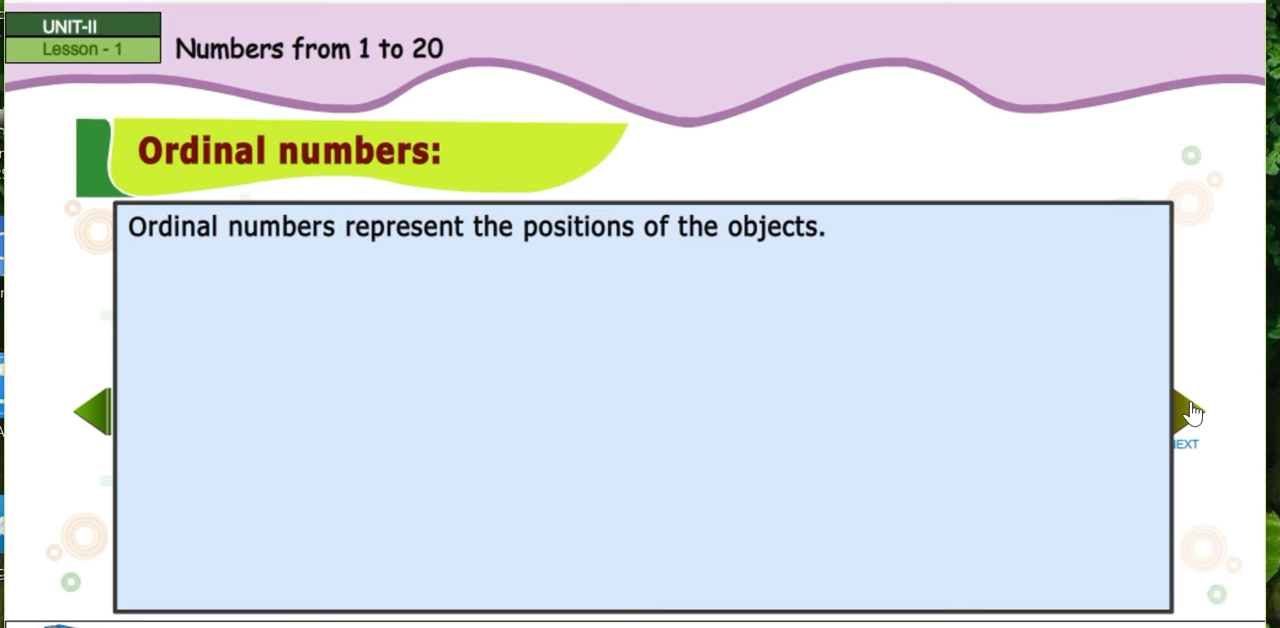 UNIT-II
Lesson - 1
Numbers from 1 to 20
Ordinal numbers:
Ordinal numbers represent the positions of the objects.